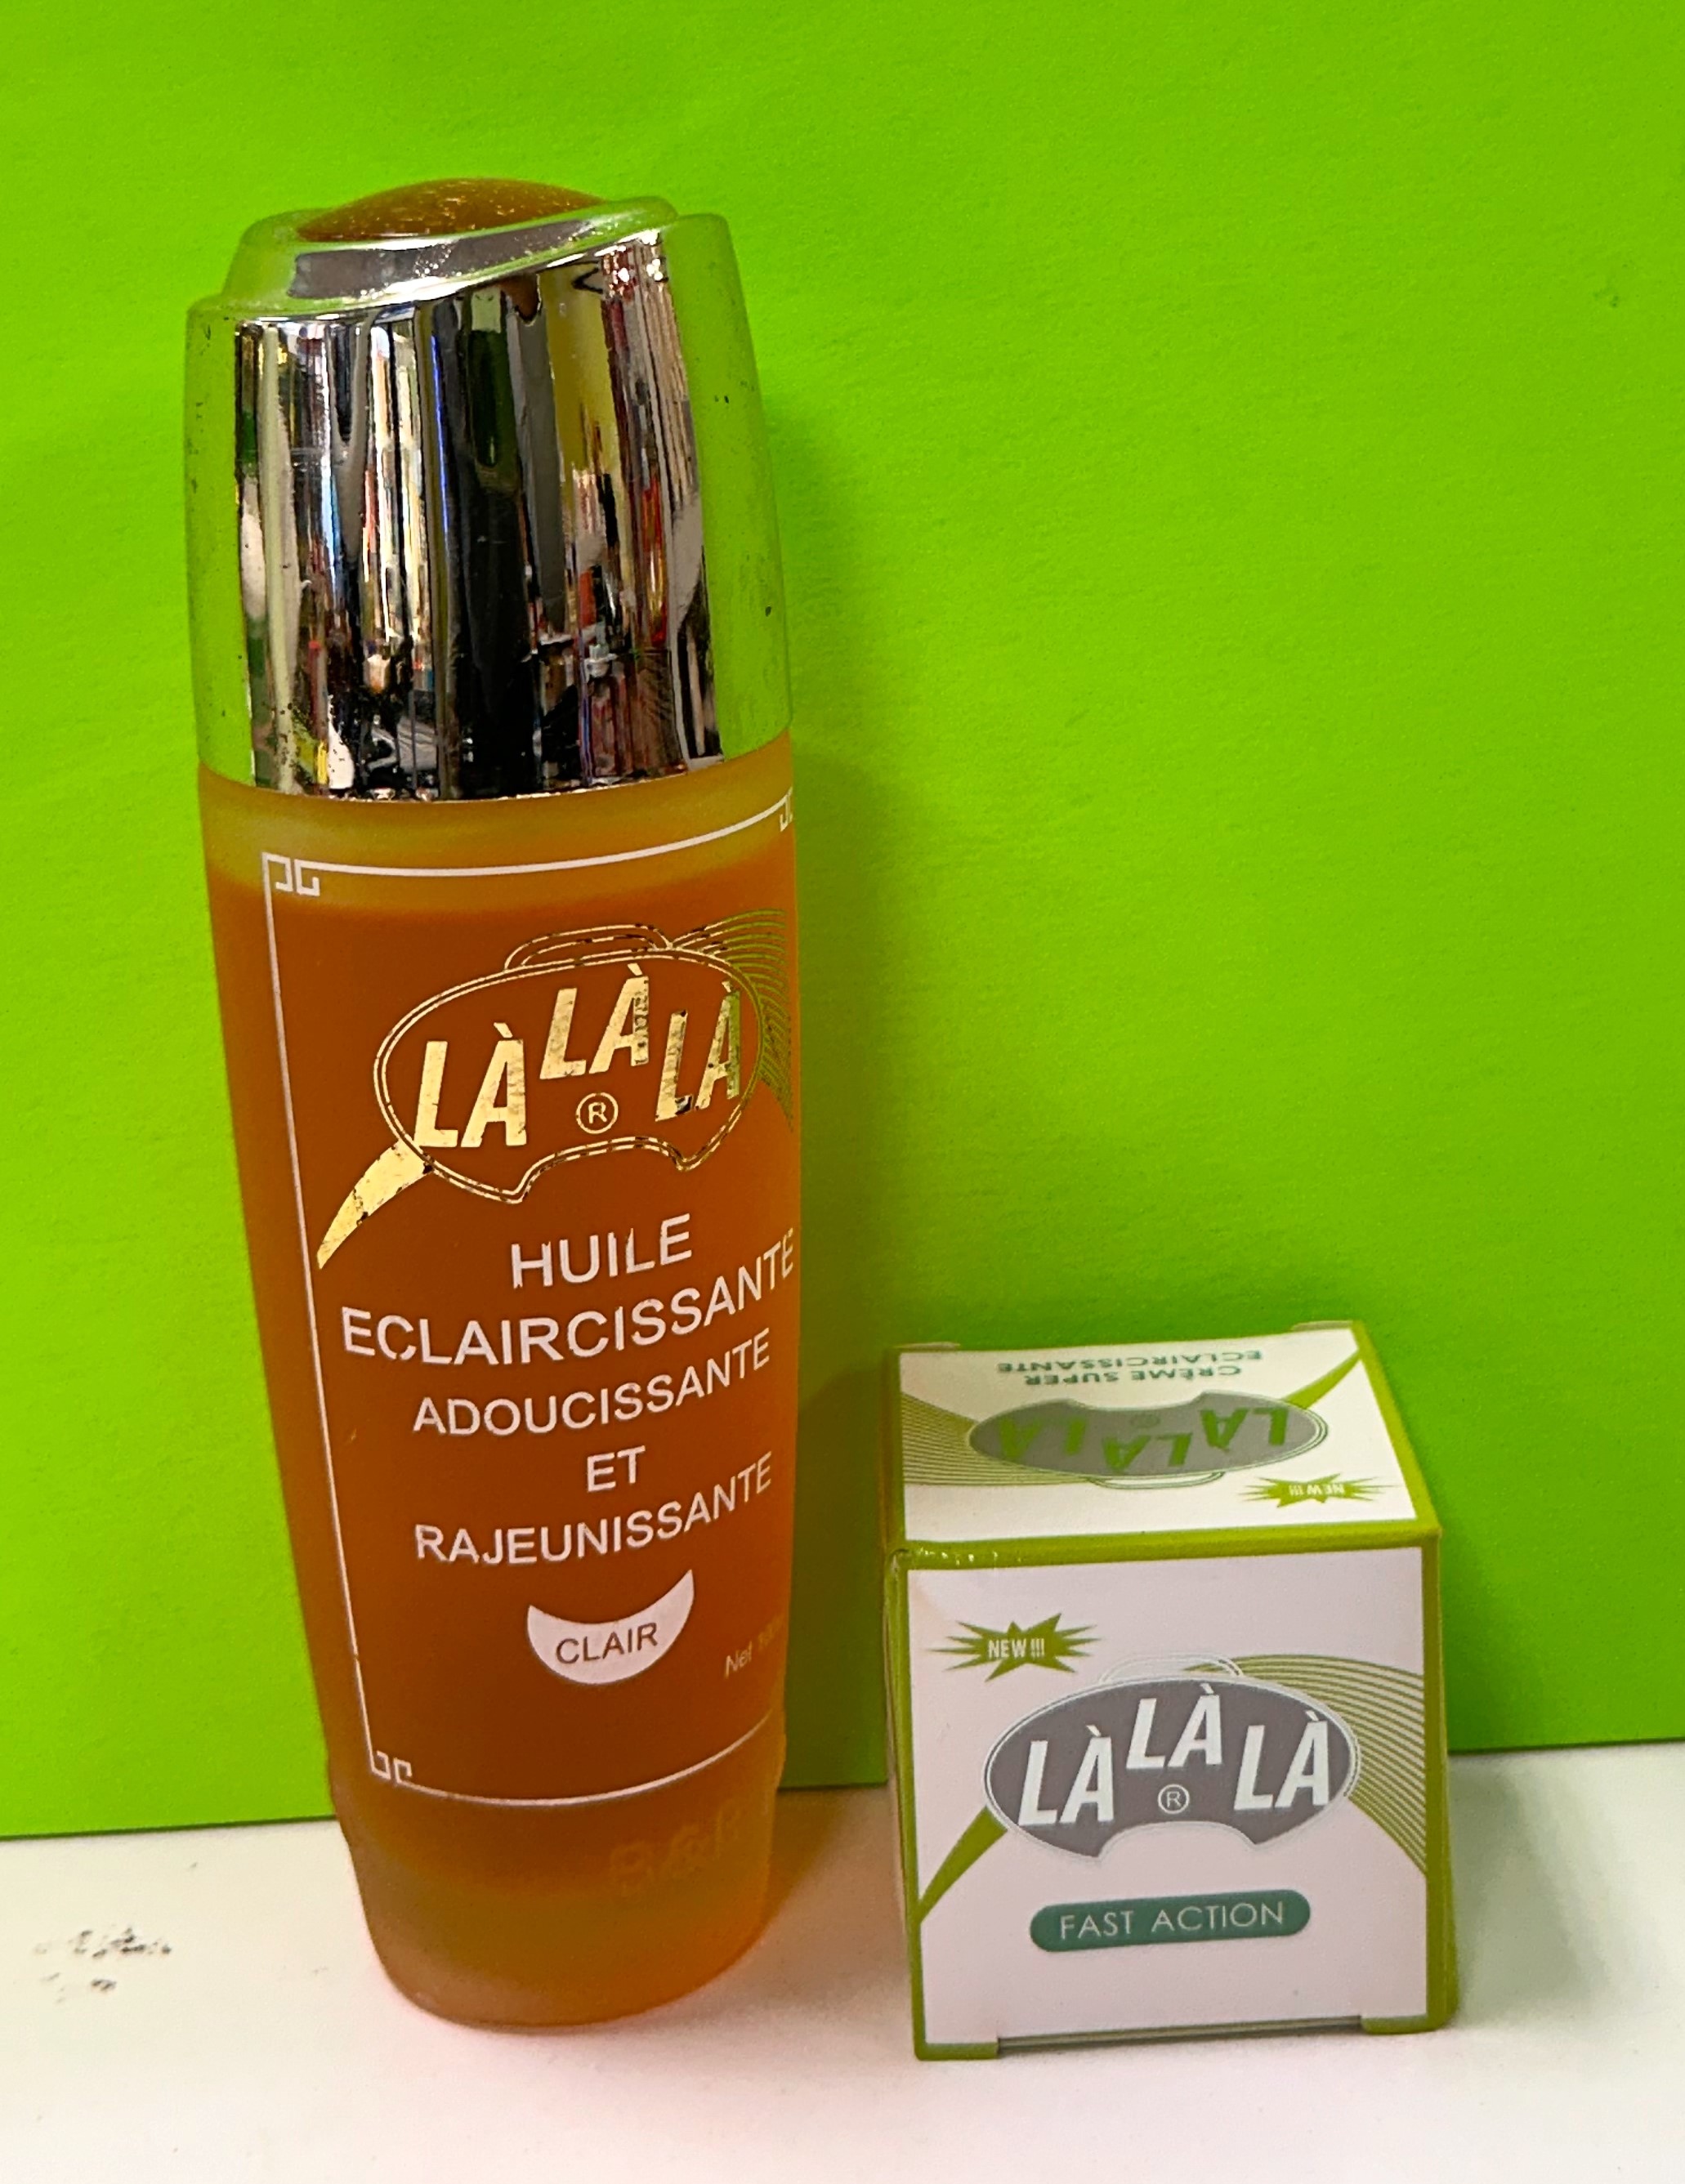 LÀ LÀ LÀ
®
HUILE
ECLAIRCISSANTE
ADOUCISSANTE
ET
RAJEUNISSANTE
CLAIR
Net
CRÈME SUPER
ECLAIRCISSANTE
LÀ LÀ LÀ
®
NEW!!!
NEW!!!
LÀ LÀ LÀ
®
FAST ACTION